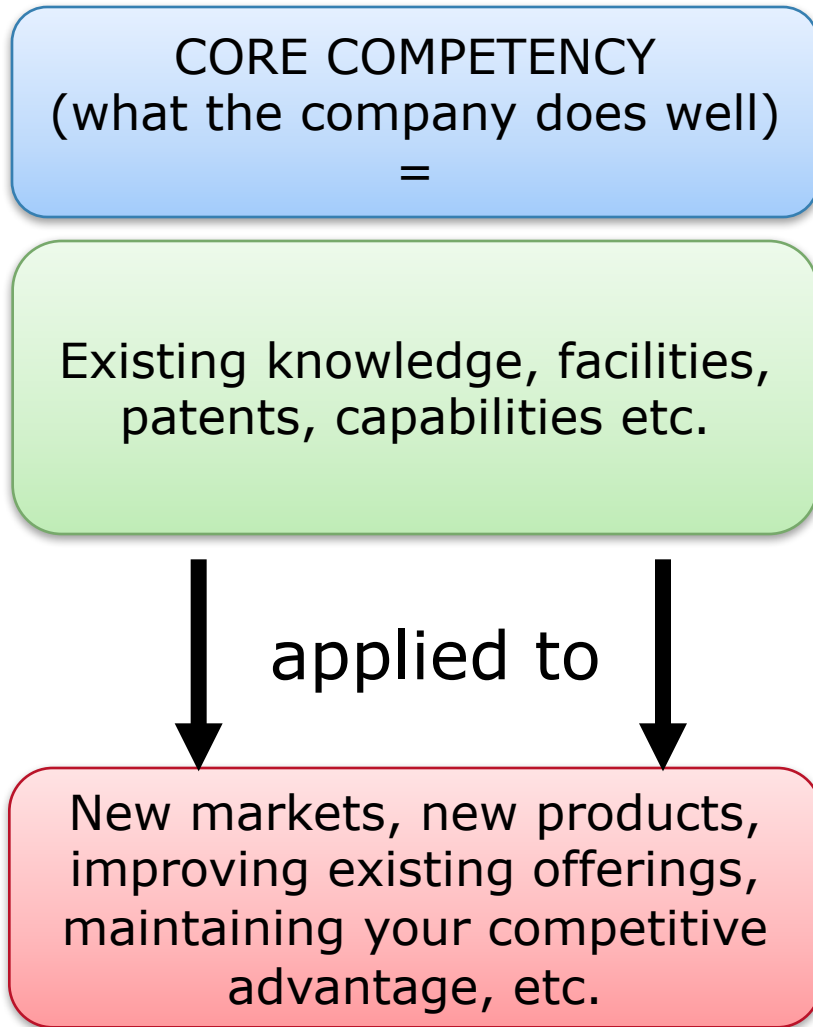 CORE COMPETENCY
(what the company does well)
=
Existing knowledge, facilities,
patents, capabilities etc.
applied to
New markets, new products,
improving existing offerings,
maintaining your competitive
advantage, etc.